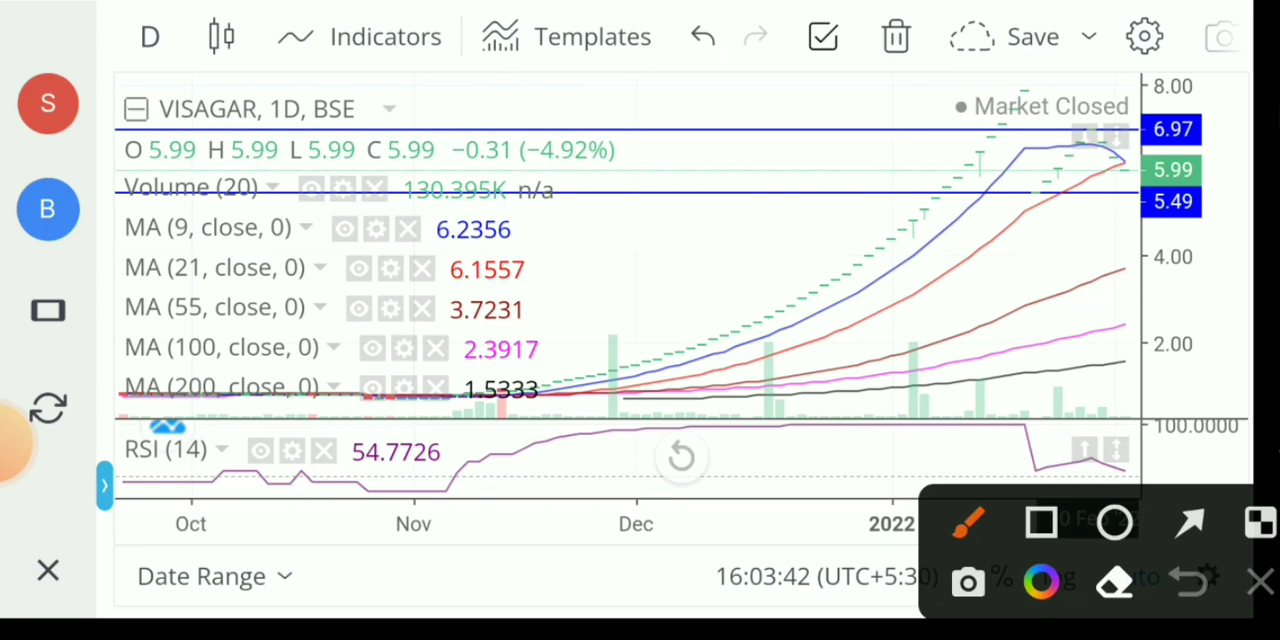 D Indicators Templates Save
S
VISAGAR, 1D, BSE
Market Closed
8.00
6.97
O 5.99 H 5.99 L 5.99 C 5.99 −0.31 (−4.92%)
5.99
Volume (20) 130.395K n/a
5.49
B
MA (9, close, 0) 6.2356
MA (21, close, 0) 6.1557
4.00
MA (55, close, 0) 3.7231
MA (100, close, 0) 2.3917
2.00
MA (200, close, 0) 1.5333
100.0000
RSI (14) 54.7726
Oct Nov Dec 2022
Date Range 16:03:42 (UTC+5:30) %